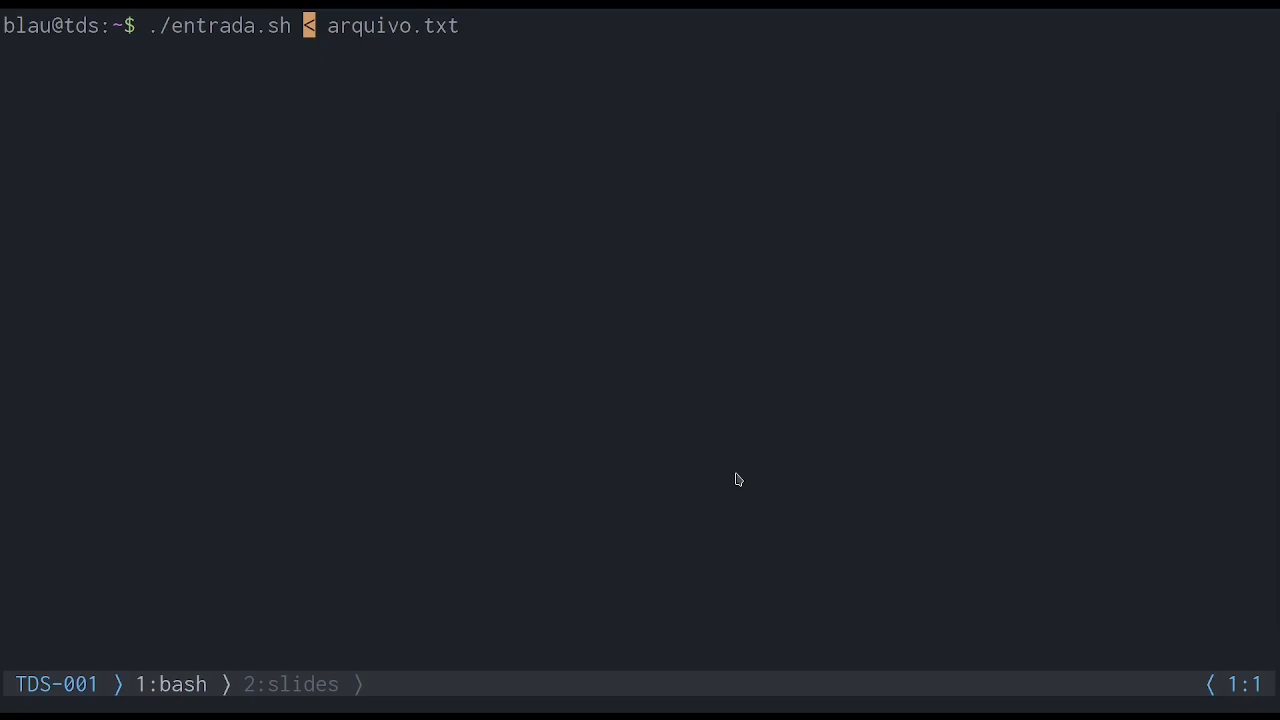 blau@tds:~$ ./entrada.sh < arquivo.txt
TDS-001 ⟩ 1:bash ⟩ 2:slides ⟩ ⟨ 1:1